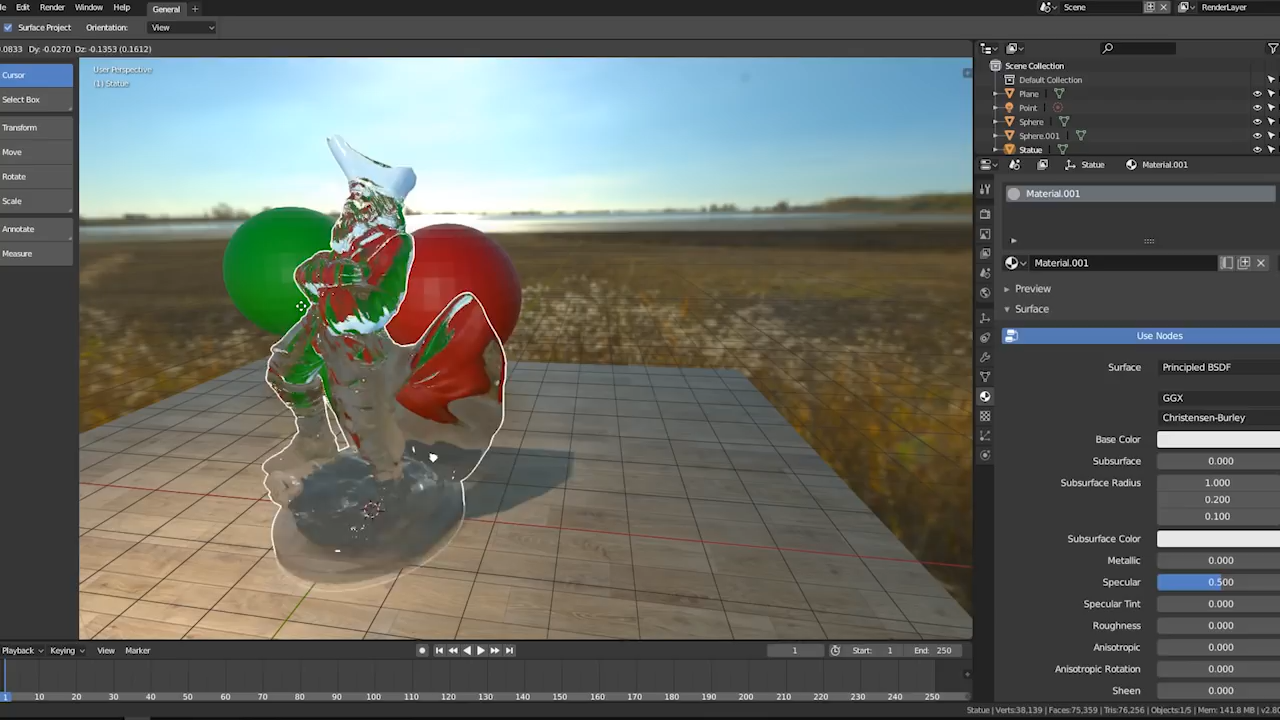 le Render Window Help General + Scene RenderLayer
Surface Project Orientation: View
.0833 Dy: -0.0270 Dz: -0.1353 (0.1612)
User Perspective
(1) Statue
Cursor
Select Box
Transform
Move
Rotate
Scale
Annotate
Measure
Scene Collection
Default Collection
Plane
Point
Sphere
Sphere.001
Statue
Statue Material.001
Material.001
Material.001
Preview
Surface
Use Nodes
Surface Principled BSDF
GGX
Christensen-Burley
Base Color
Subsurface 0.000
Subsurface Radius 1.000
0.200
0.100
Subsurface Color
Metallic 0.000
Specular 0.500
Specular Tint 0.000
Roughness 0.000
Anisotropic 0.000
Anisotropic Rotation 0.000
Sheen 0.000
Playback Keying View Marker 1 Start: 1 End: 250
1 10 20 30 40 50 60 70 80 90 100 110 120 130 140 150 160 170 180 190 200 210 220 230 240 250
Statue | Verts:38,139 | Faces:75,359 | Tris:76,256 | Objects:1/5 | Mem: 141.8 MB | v2.80